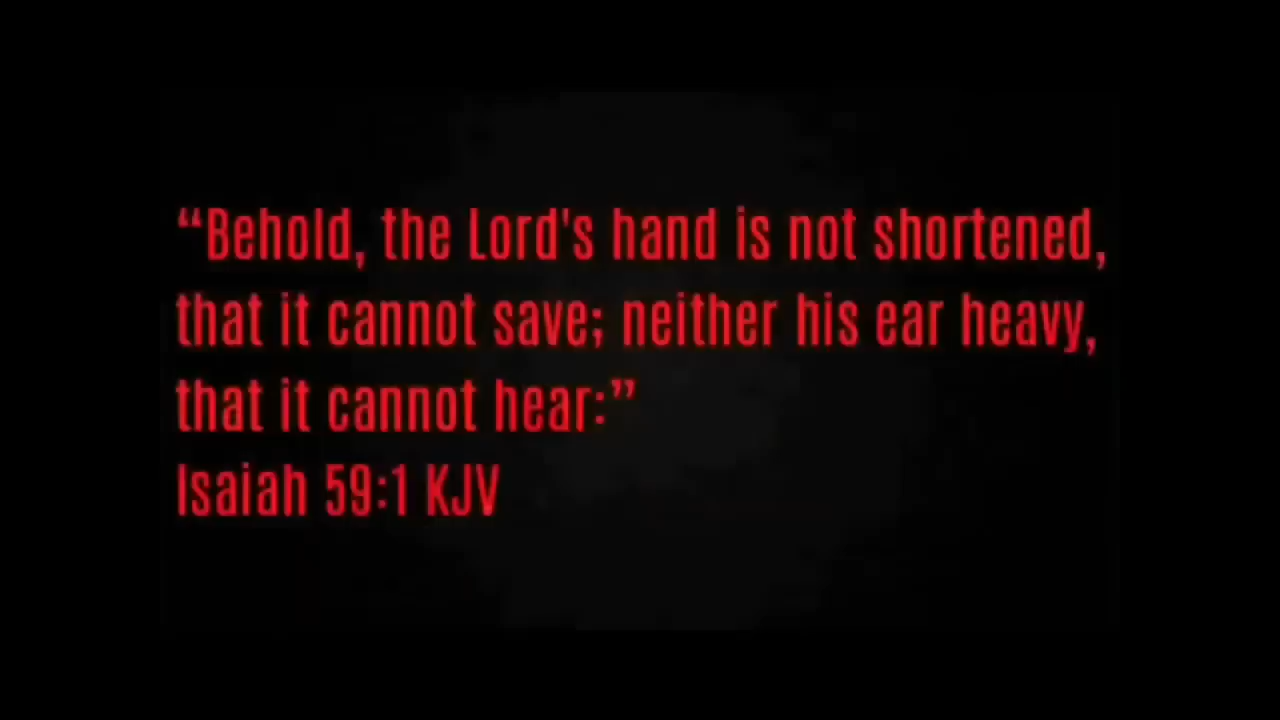 “Behold, the Lord's hand is not shortened,
that it cannot save; neither his ear heavy,
that it cannot hear:”
Isaiah 59:1 KJV